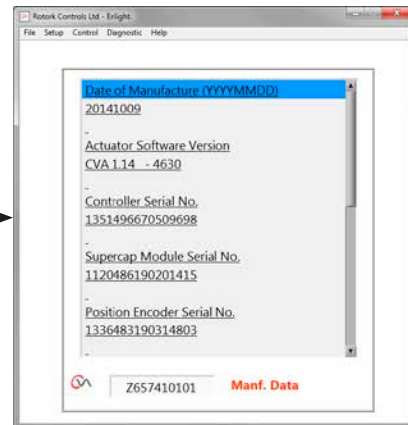 Rotork Controls Ltd - Enlight.
File Setup Control Diagnostic Help
Date of Manufacture (YYYYMMDD)
20141009
-
Actuator Software Version
CVA 1.14 - 4630
-
Controller Serial No.
1351496670509698
-
Supercap Module Serial No.
1120486190201415
-
Position Encoder Serial No.
1336483190314803
-
Z657410101 Manf. Data